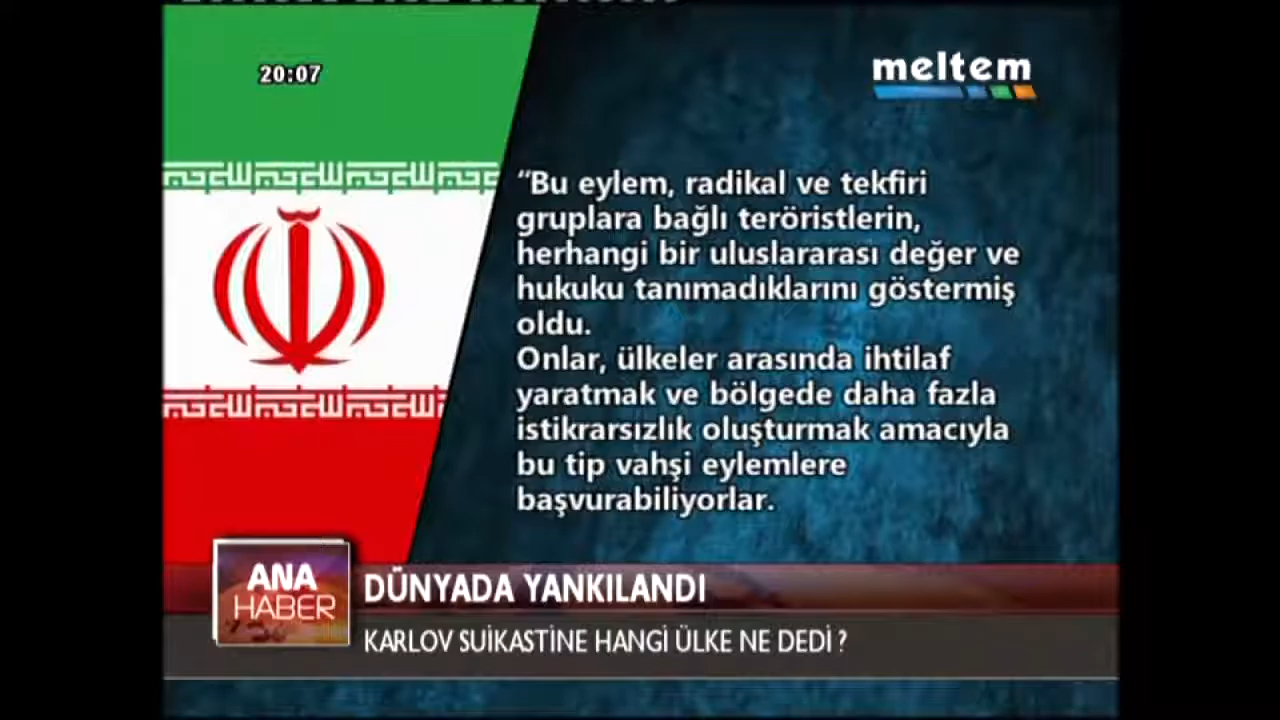 20:07
meltem
“Bu eylem, radikal ve tekfiri
gruplara bağlı teröristlerin,
herhangi bir uluslararası değer ve
hukuku tanımadıklarını göstermiş
oldu.
Onlar, ülkeler arasında ihtilaf
yaratmak ve bölgede daha fazla
istikrarsızlık oluşturmak amacıyla
bu tip vahşi eylemlere
başvurabiliyorlar.
ANA
HABER
DÜNYADA YANKILANDI
KARLOV SUİKASTİNE HANGİ ÜLKE NE DEDİ ?